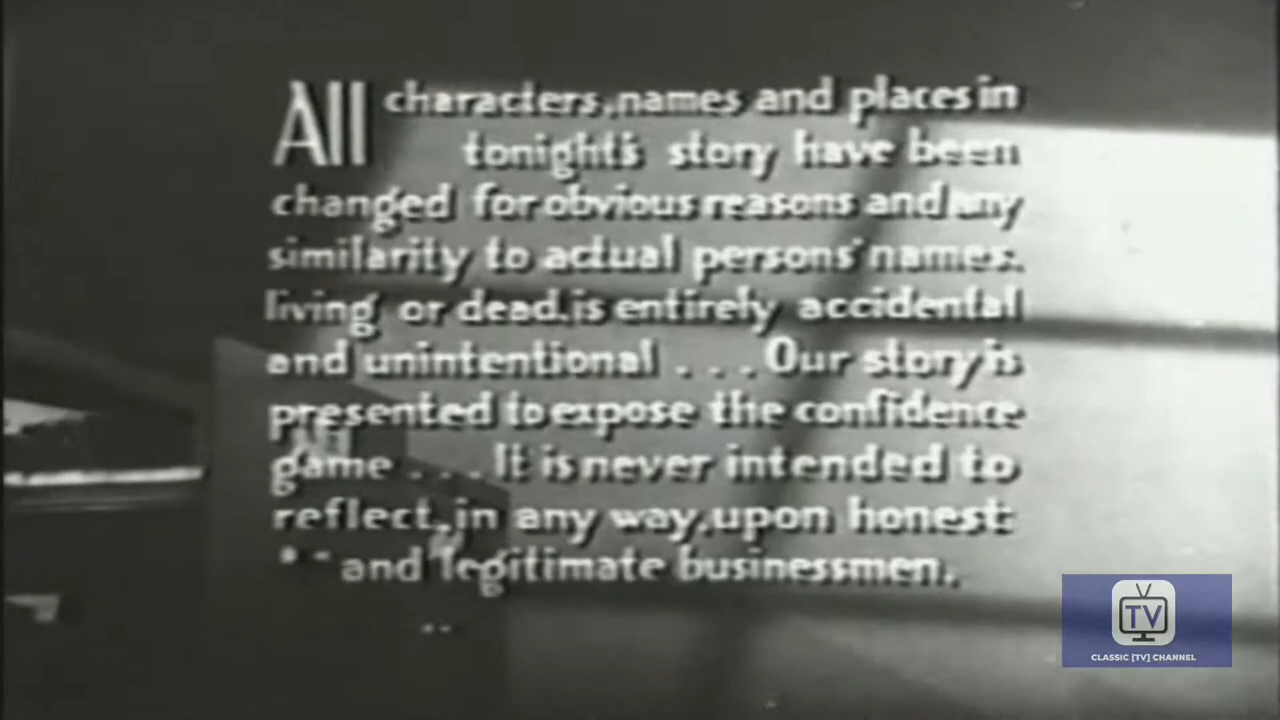 All characters, names and places in
tonight's story have been
changed for obvious reasons and any
similarity to actual persons' names,
living or dead, is entirely accidental
and unintentional . . . Our story is
presented to expose the confidence
game . . . It is never intended to
reflect, in any way, upon honest
and legitimate businessmen.
TV
CLASSIC [TV] CHANNEL